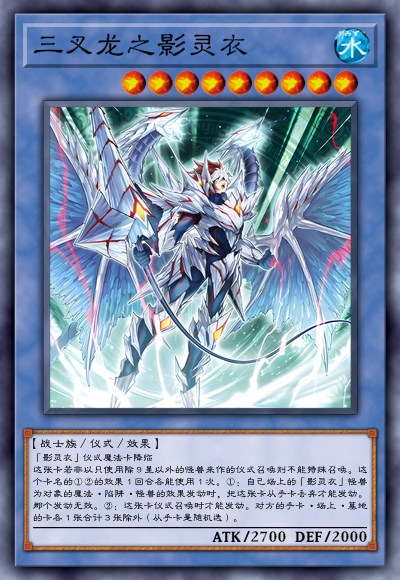 三叉龙之影灵衣
水
【战士族／仪式／效果】
「影灵衣」仪式魔法卡降临
这张卡若非以只使用除9星以外的怪兽来作的仪式召唤则不能特殊召唤。这
个卡名的①②的效果1回合各能使用1次。①：自己场上的「影灵衣」怪兽
为对象的魔法·陷阱·怪兽的效果发动时，把这张卡从手卡丢弃才能发动。
那个发动无效。②：这张卡仪式召唤时才能发动。对方的手卡·场上·墓地
的卡各1张合计3张除外（从手卡是随机选）。
ATK/2700 DEF/2000